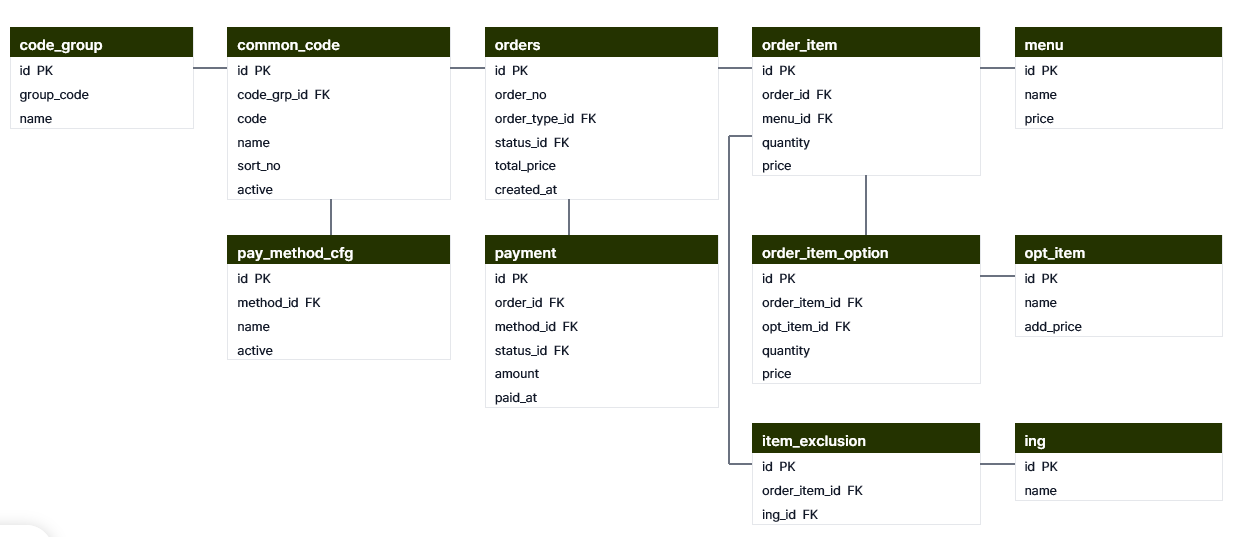 code_group
id PK
group_code
name
common_code
id PK
code_grp_id FK
code
name
sort_no
active
orders
id PK
order_no
order_type_id FK
status_id FK
total_price
created_at
order_item
id PK
order_id FK
menu_id FK
quantity
price
menu
id PK
name
price
pay_method_cfg
id PK
method_id FK
name
active
payment
id PK
order_id FK
method_id FK
status_id FK
amount
paid_at
order_item_option
id PK
order_item_id FK
opt_item_id FK
quantity
price
opt_item
id PK
name
add_price
item_exclusion
id PK
order_item_id FK
ing_id FK
ing
id PK
name